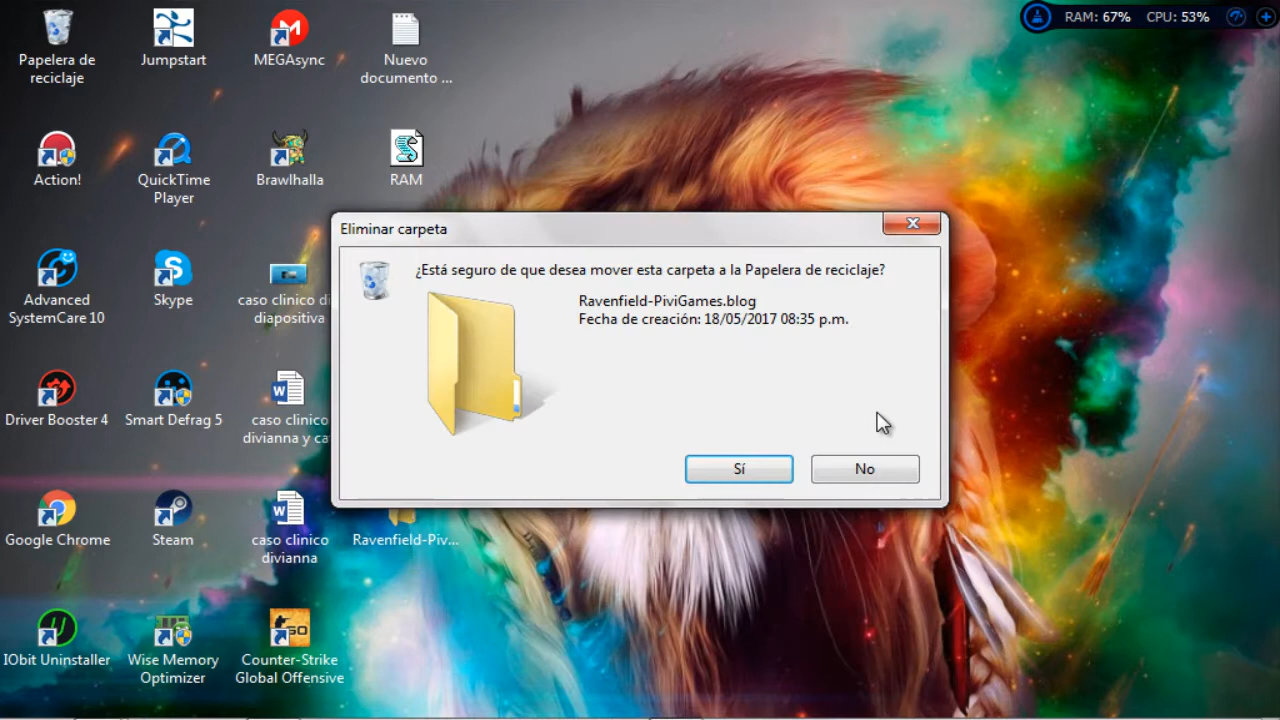 RAM: 67% CPU: 53%
Papelera de
reciclaje
Jumpstart
MEGAsync
Nuevo
documento ...
Action!
QuickTime
Player
Brawlhalla
RAM
Advanced
SystemCare 10
Skype
caso clinico di
diapositiva
Driver Booster 4
Smart Defrag 5
caso clinico
divianna y ca
Google Chrome
Steam
caso clinico
divianna
Ravenfield-Piv...
IObit Uninstaller
Wise Memory
Optimizer
Counter-Strike
Global Offensive
Eliminar carpeta
¿Está seguro de que desea mover esta carpeta a la Papelera de reciclaje?
Ravenfield-PiviGames.blog
Fecha de creación: 18/05/2017 08:35 p.m.
Sí
No